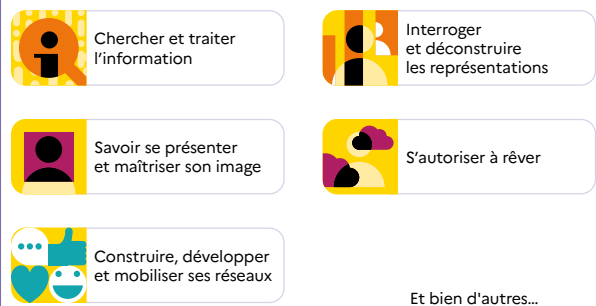 Chercher et traiter
l’information
Interroger
et déconstruire
les représentations
Savoir se présenter
et maîtriser son image
S’autoriser à rêver
Construire, développer
et mobiliser ses réseaux
Et bien d'autres...